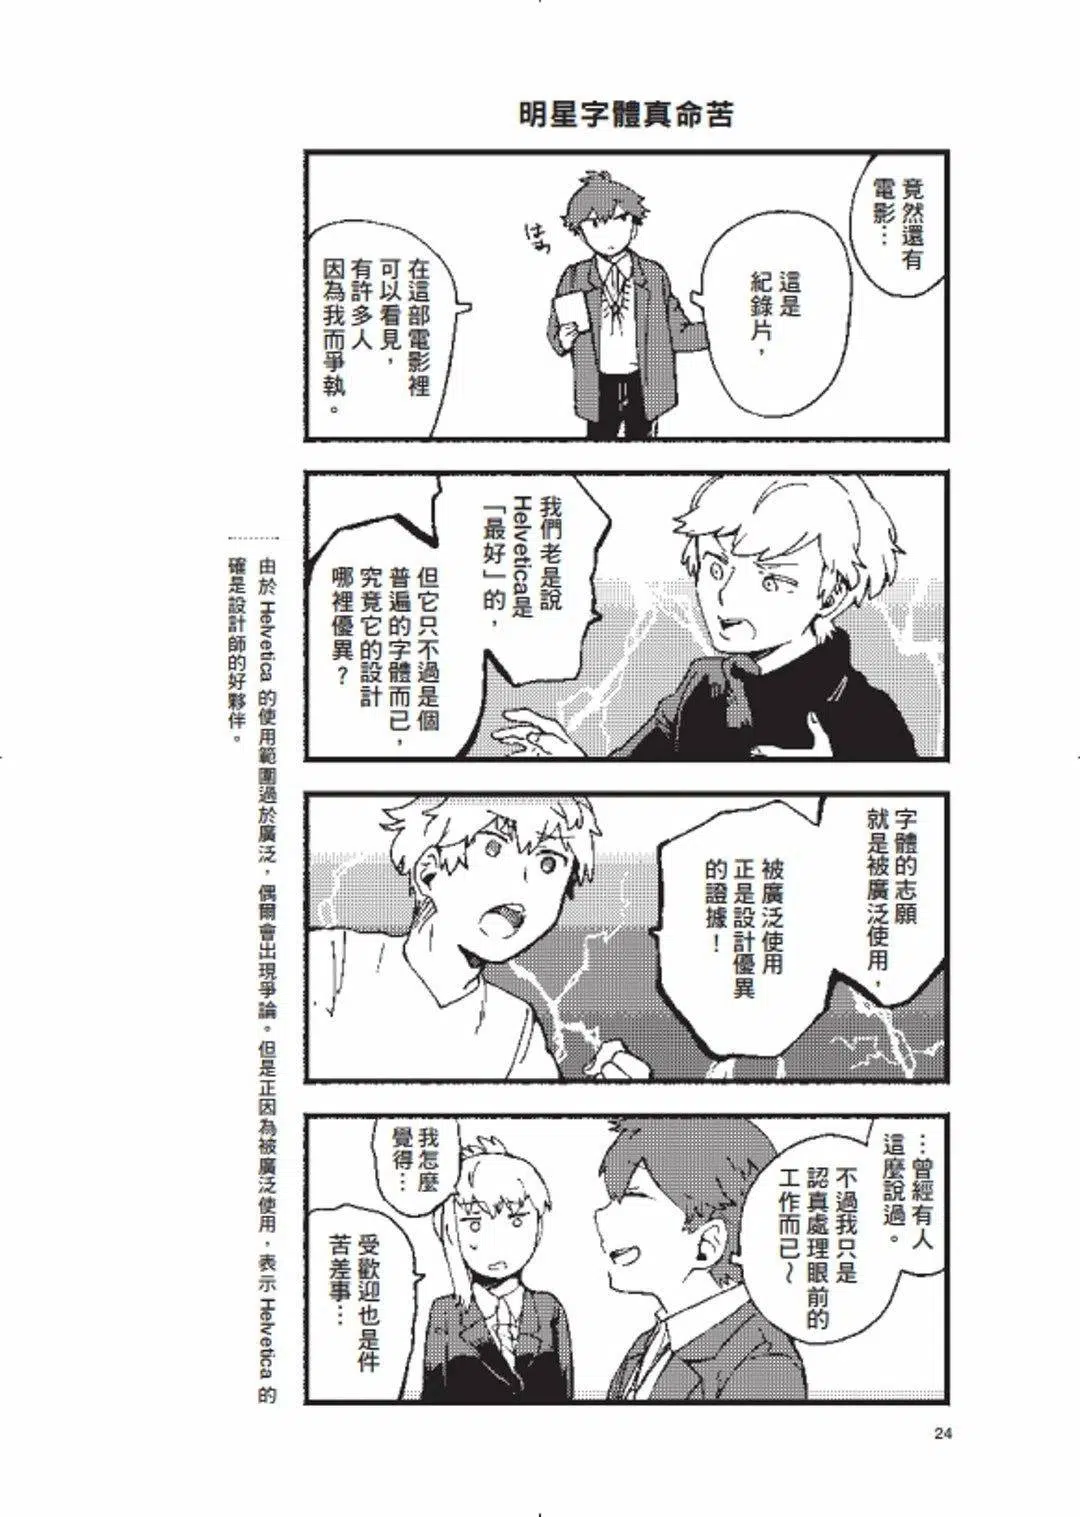 明星字體真命苦
竟然還有
電影⋯
這是
紀錄片，
はわ
在這部電影裡
可以看見，
有許多人
因為我而爭執。
我們老是說
Helvetica是
「最好」的，
但它只不過是個
普遍的字體而已，
究竟它的設計
哪裡優異？
字體的志願
就是被廣泛使用，
被廣泛使用
正是設計優異
的證據！
⋯曾經有人
這麼說過。
不過我只是
認真處理眼前的
工作而已～
我怎麼
覺得⋯
受歡迎也是件
苦差事⋯
由於 Helvetica 的使用範圍過於廣泛，偶爾會出現爭論。但是正因為被廣泛使用，表示 Helvetica 的
確是設計師的好夥伴。
24